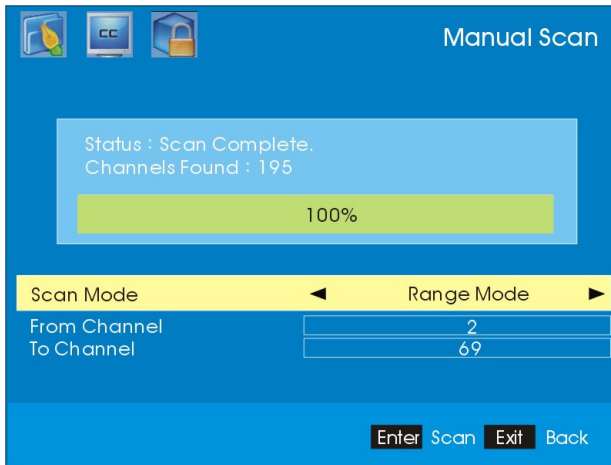 CC
Manual Scan
Status : Scan Complete.
Channels Found : 195
100%
Scan Mode ◄ Range Mode ►
From Channel 2
To Channel 69
Enter Scan Exit Back